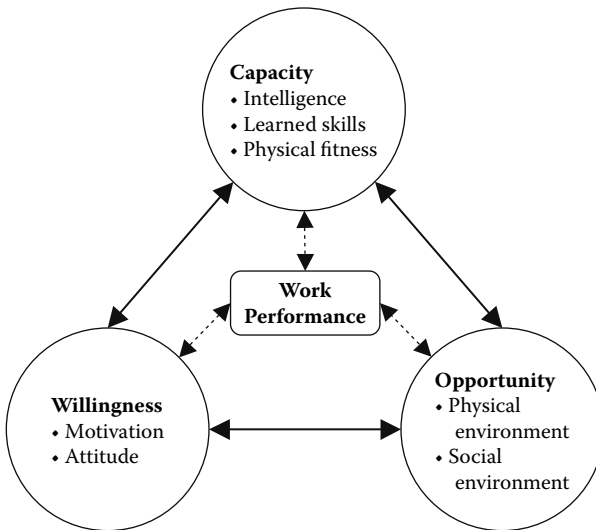 Capacity
• Intelligence
• Learned skills
• Physical fitness
Work
Performance
Willingness
• Motivation
• Attitude
Opportunity
• Physical
environment
• Social
environment